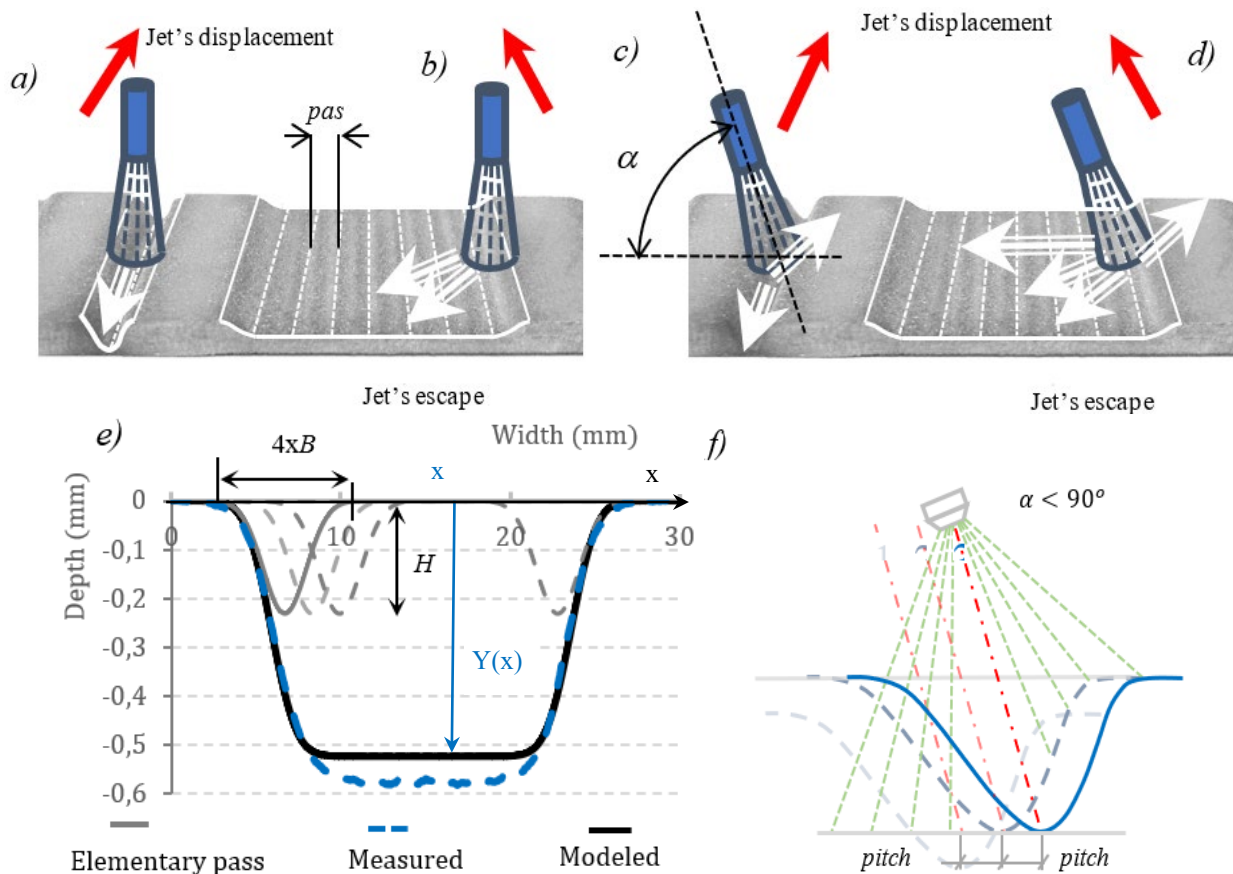 Jet's displacement
a)
b)
pas
Jet's displacement
c)
d)
α
Jet's escape
Jet's escape
e)
4xB
Width (mm)
x
x
f)
α < 90º
Depth (mm)
0
0
10
20
30
-0,1
-0,2
-0,3
-0,4
-0,5
-0,6
H
Y(x)
pitch
pitch
Elementary pass
Measured
Modeled